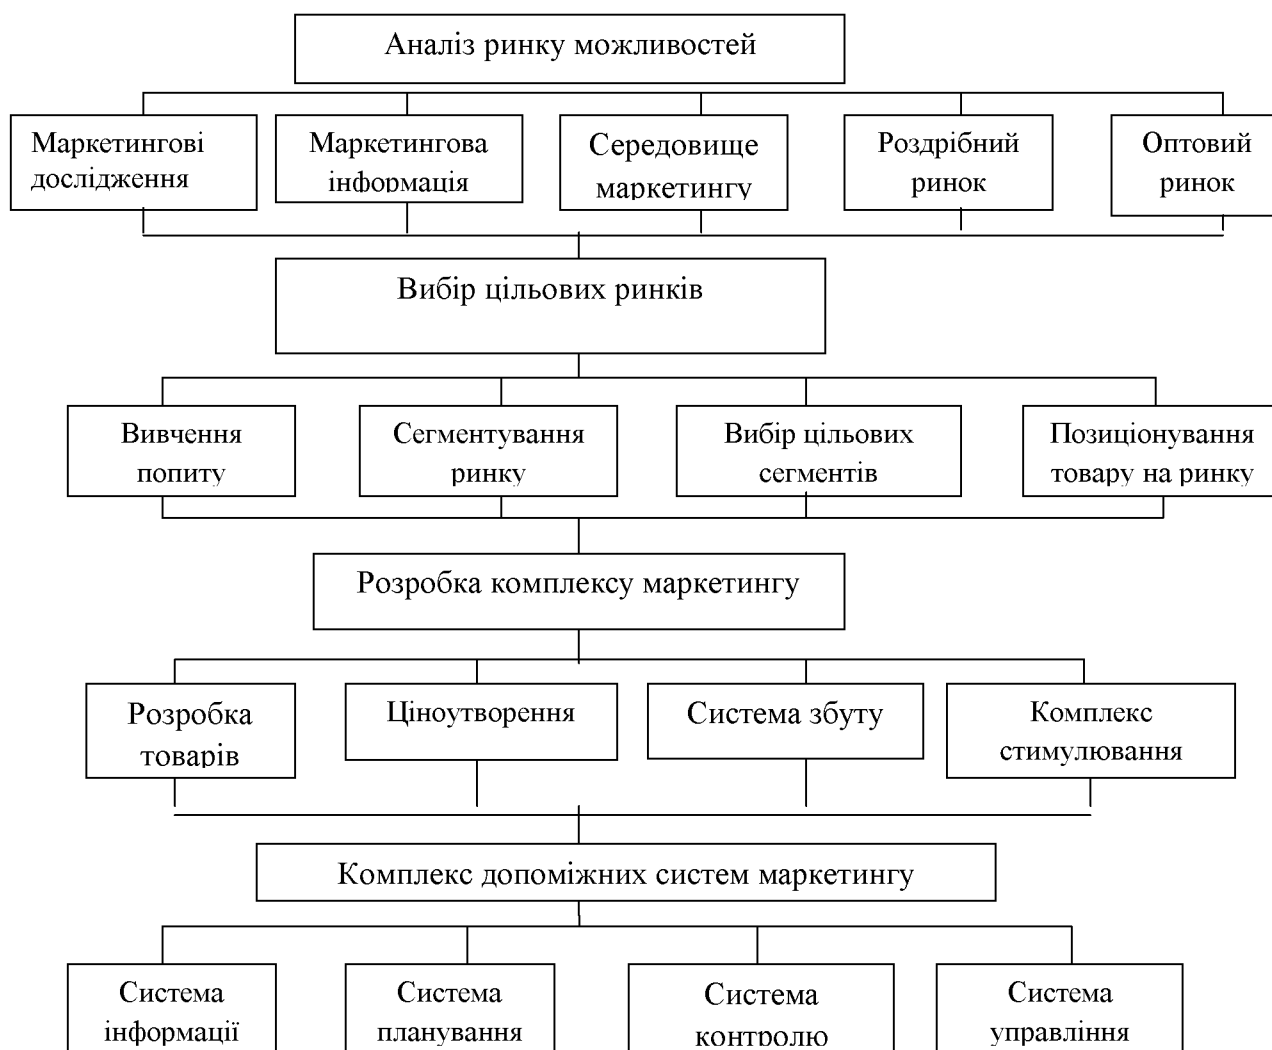 Аналіз ринку можливостей
Маркетингові
дослідження
Маркетингова
інформація
Середовище
маркетингу
Роздрібний
ринок
Оптовий
ринок
Вибір цільових ринків
Вивчення
попиту
Сегментування
ринку
Вибір цільових
сегментів
Позиціонування
товару на ринку
Розробка комплексу маркетингу
Розробка
товарів
Ціноутворення
Система збуту
Комплекс
стимулювання
Комплекс допоміжних систем маркетингу
Система
інформації
Система
планування
Система
контролю
Система
управління